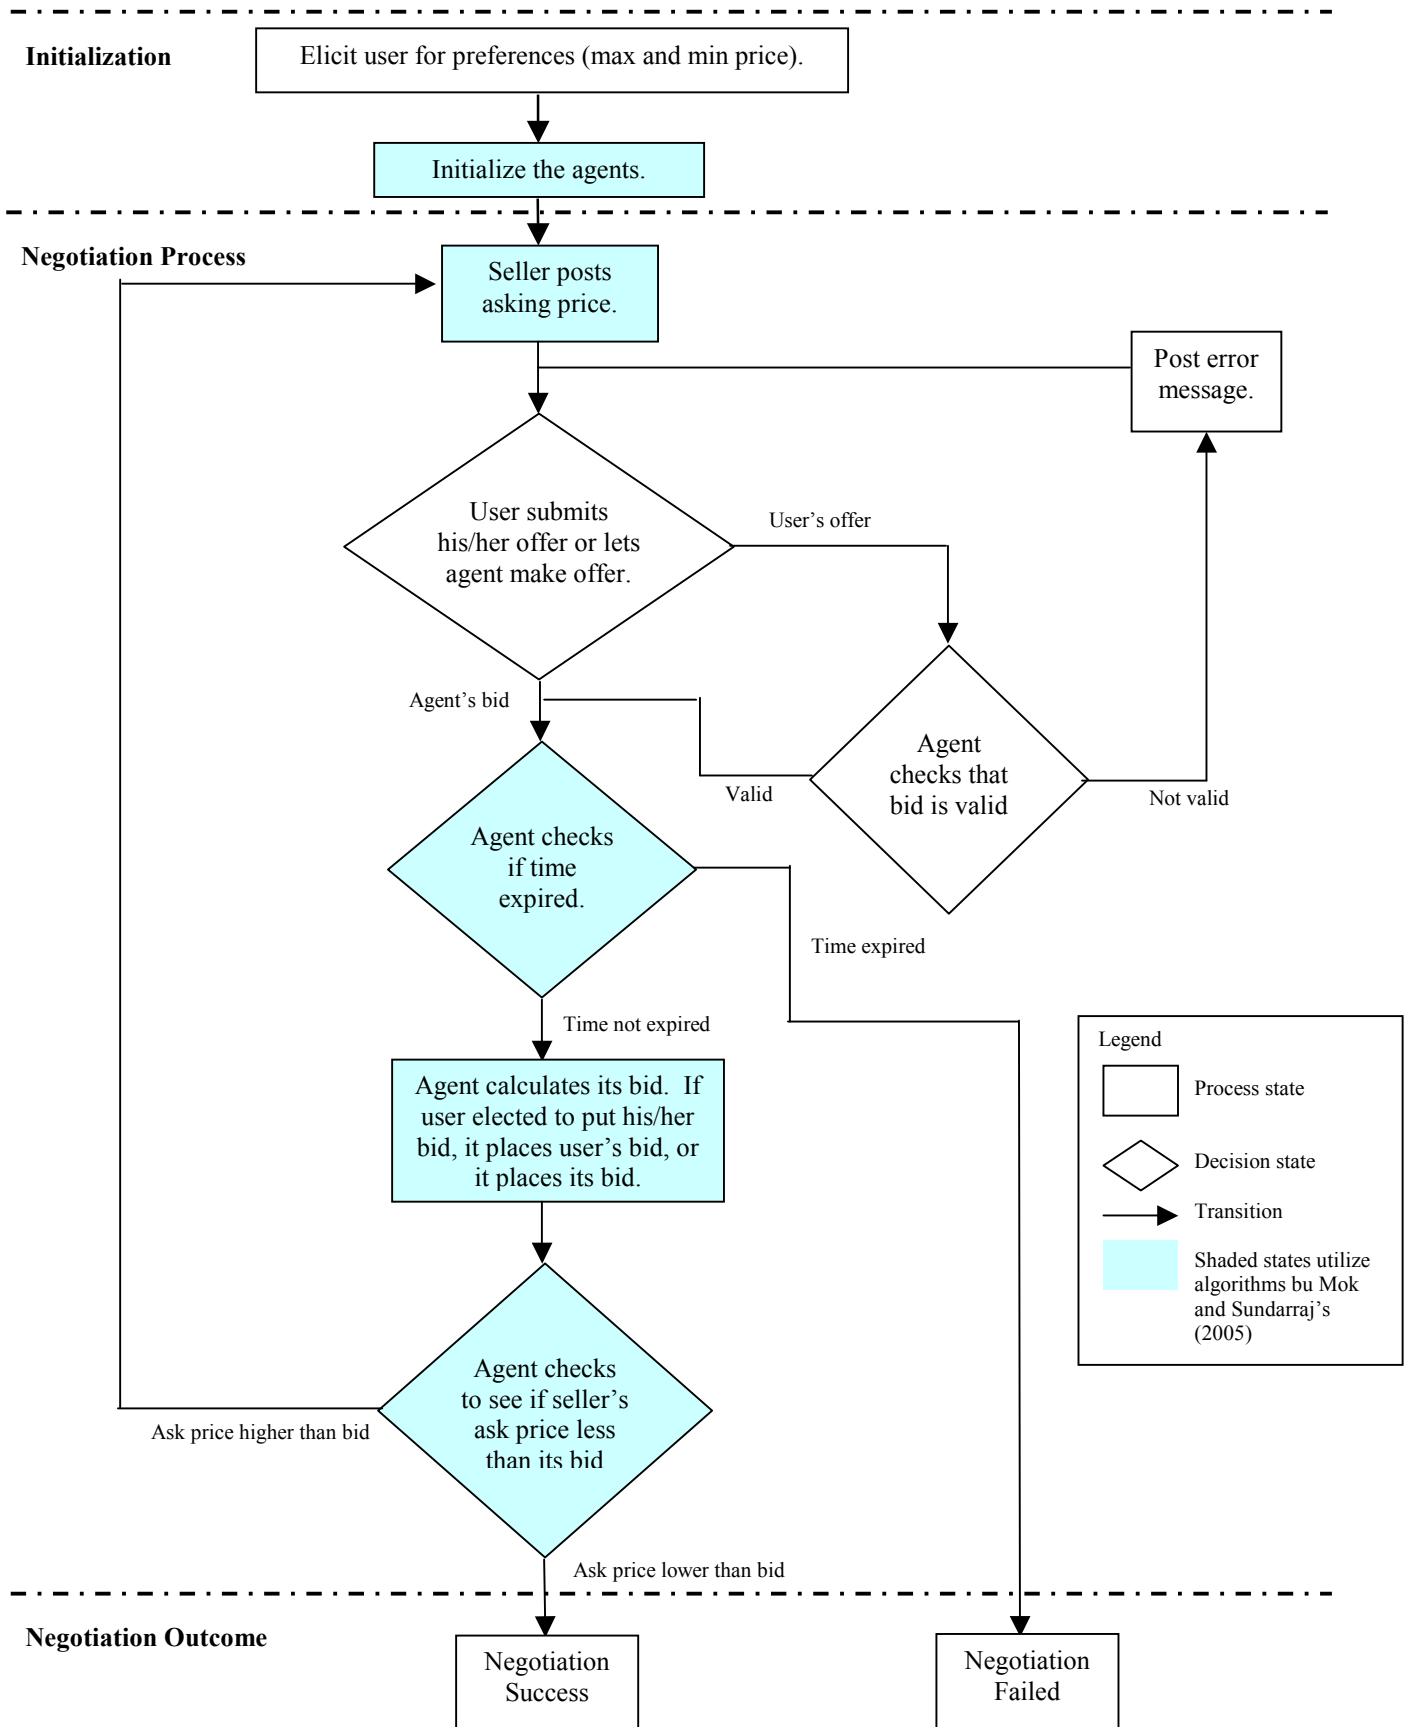 Initialization
Elicit user for preferences (max and min price).
Initialize the agents.
Negotiation Process
Seller posts
asking price.
Post error
message.
User submits
his/her offer or lets
agent make offer.
User's offer
Agent's bid
Agent
checks that
bid is valid
Valid
Not valid
Agent checks
if time
expired.
Time expired
Time not expired
Agent calculates its bid.  If
user elected to put his/her
bid, it places user's bid, or
it places its bid.
Legend
Process state
Decision state
Transition
Shaded states utilize
algorithms bu Mok
and Sundarraj's
(2005)
Agent checks
to see if seller's
ask price less
than its bid
Ask price higher than bid
Ask price lower than bid
Negotiation Outcome
Negotiation
Success
Negotiation
Failed